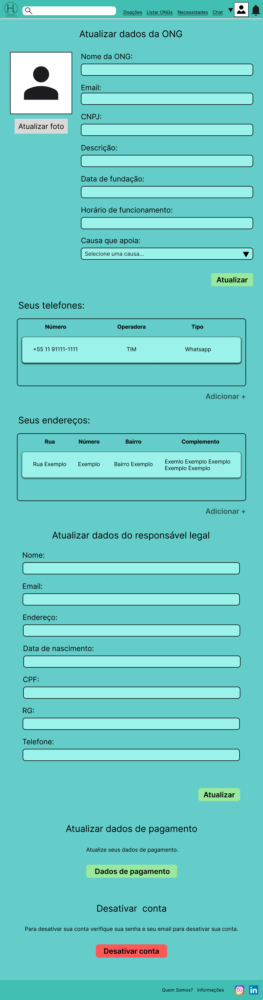 H.
HOPE TO LIFE
Doações Listar ONGs Necessidades Chat
Atualizar dados da ONG
Nome da ONG:
Email:
Atualizar foto
CNPJ:
Descrição:
Data de fundação:
Horário de funcionamento:
Causa que apoia:
Selecione uma causa...
Atualizar
Seus telefones:
Número Operadora Tipo
+55 11 91111-1111 TIM Whatsapp
Adicionar +
Seus endereços:
Rua Número Bairro Complemento
Rua Exemplo Exemplo Bairro Exemplo Exemlo Exemplo Exemplo
Exemplo Exemplo
Adicionar +
Atualizar dados do responsável legal
Nome:
Email:
Endereço:
Data de nascimento:
CPF:
RG:
Telefone:
Atualizar
Atualizar dados de pagamento
Atualize seus dados de pagamento.
Dados de pagamento
Desativar conta
Para desativar sua conta verifique sua senha e seu email para desativar sua conta.
Desativar conta
Quem Somos? Informações
in